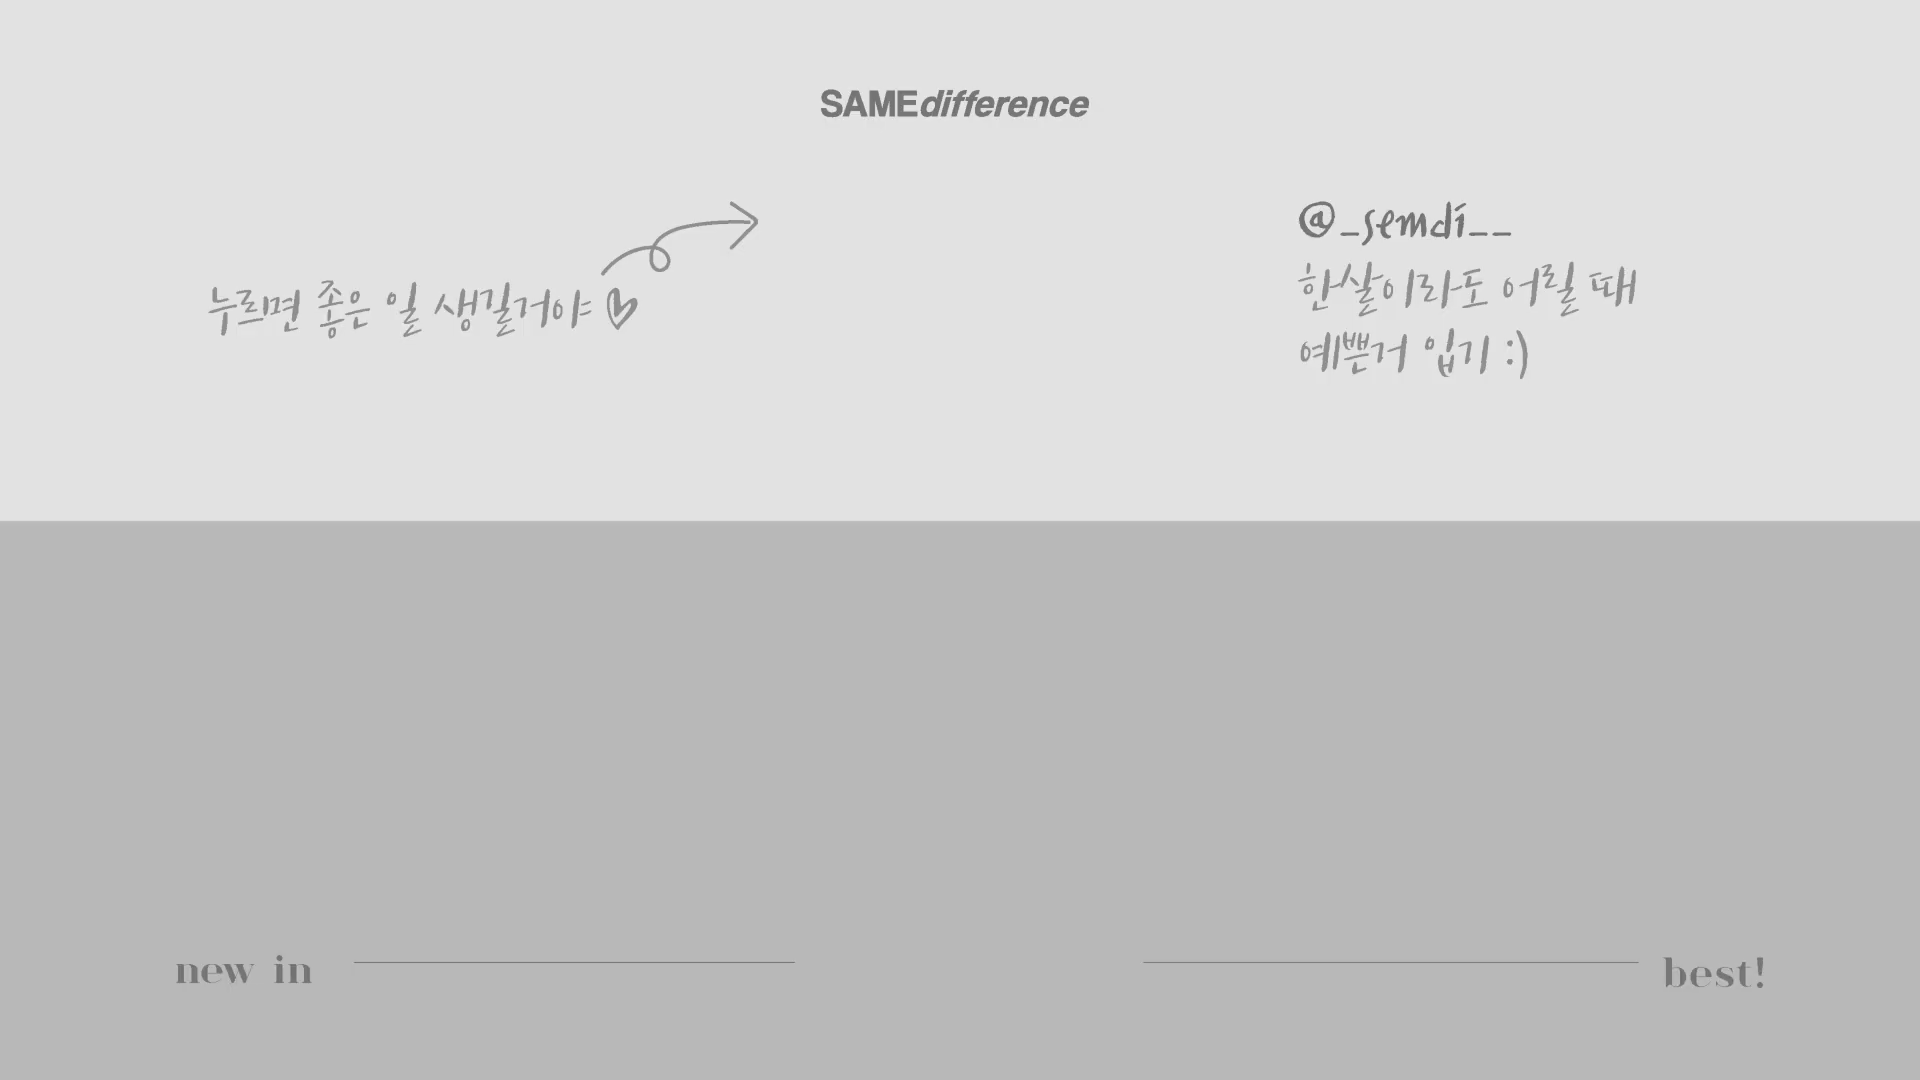 SAMEdifference
누르면 좋은 일 생길거야
@_semdi__
한살이라도 어릴 때
예쁜거 입기 :)
new in
best!